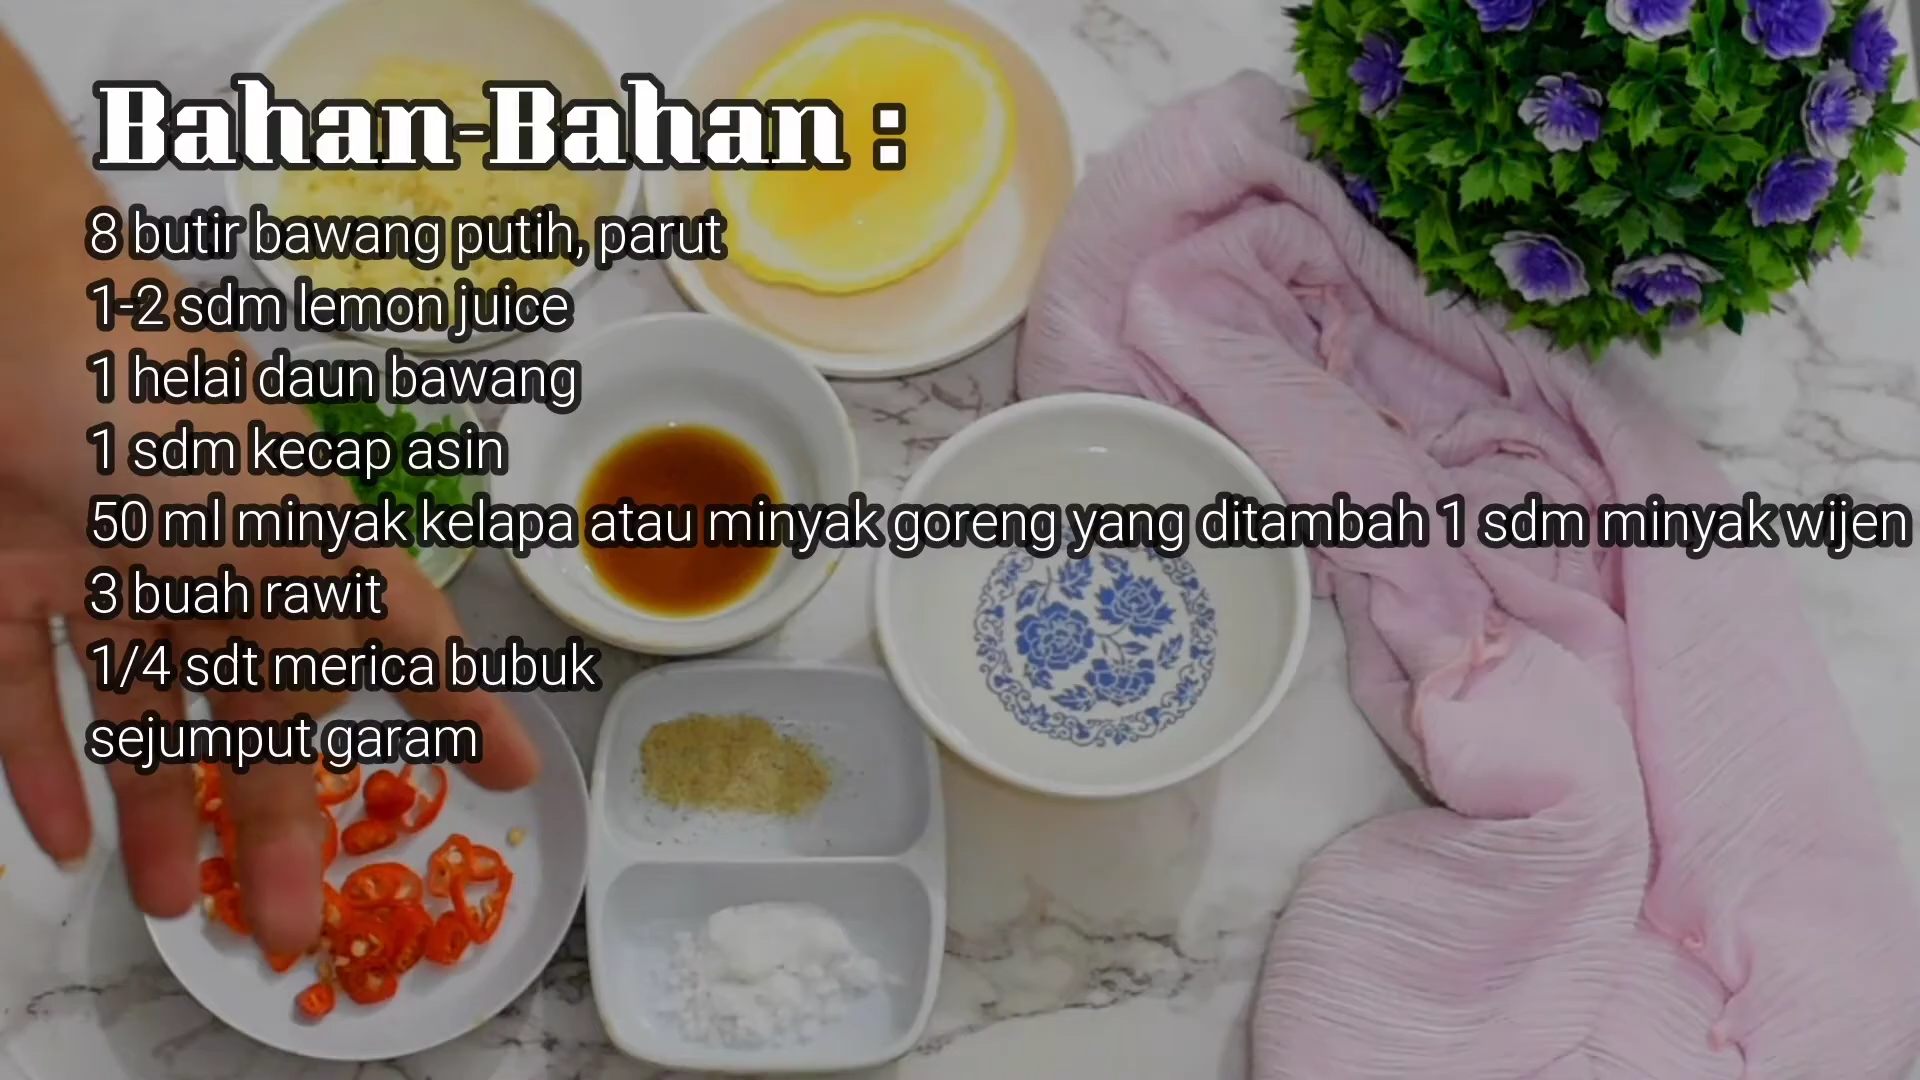 Bahan-Bahan :
8 butir bawang putih, parut
1-2 sdm lemon juice
1 helai daun bawang
1 sdm kecap asin
50 ml minyak kelapa atau minyak goreng yang ditambah 1 sdm minyak wijen
3 buah rawit
1/4 sdt merica bubuk
sejumput garam